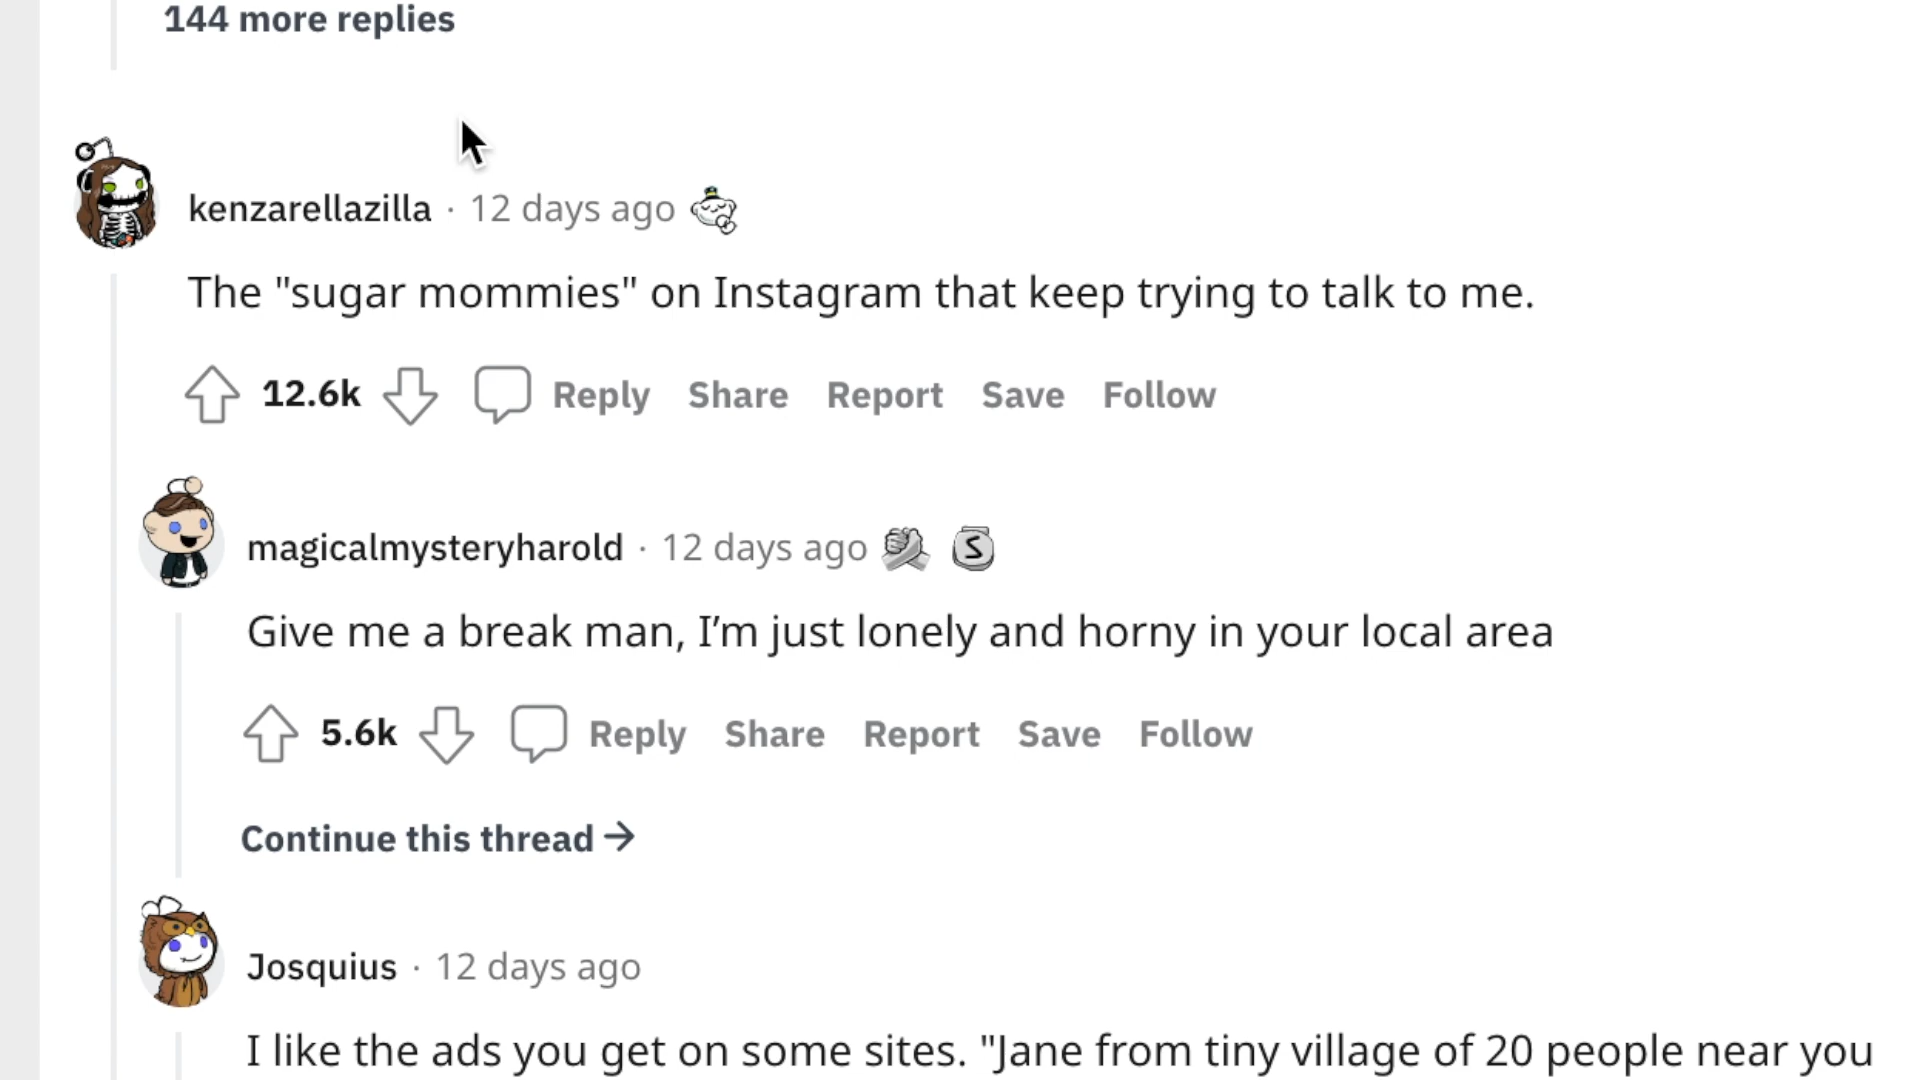 144 more replies
kenzarellazilla · 12 days ago
The "sugar mommies" on Instagram that keep trying to talk to me.
12.6k Reply Share Report Save Follow
magicalmysteryharold · 12 days ago S
Give me a break man, I’m just lonely and horny in your local area
5.6k Reply Share Report Save Follow
Continue this thread →
Josquius · 12 days ago
I like the ads you get on some sites. "Jane from tiny village of 20 people near you